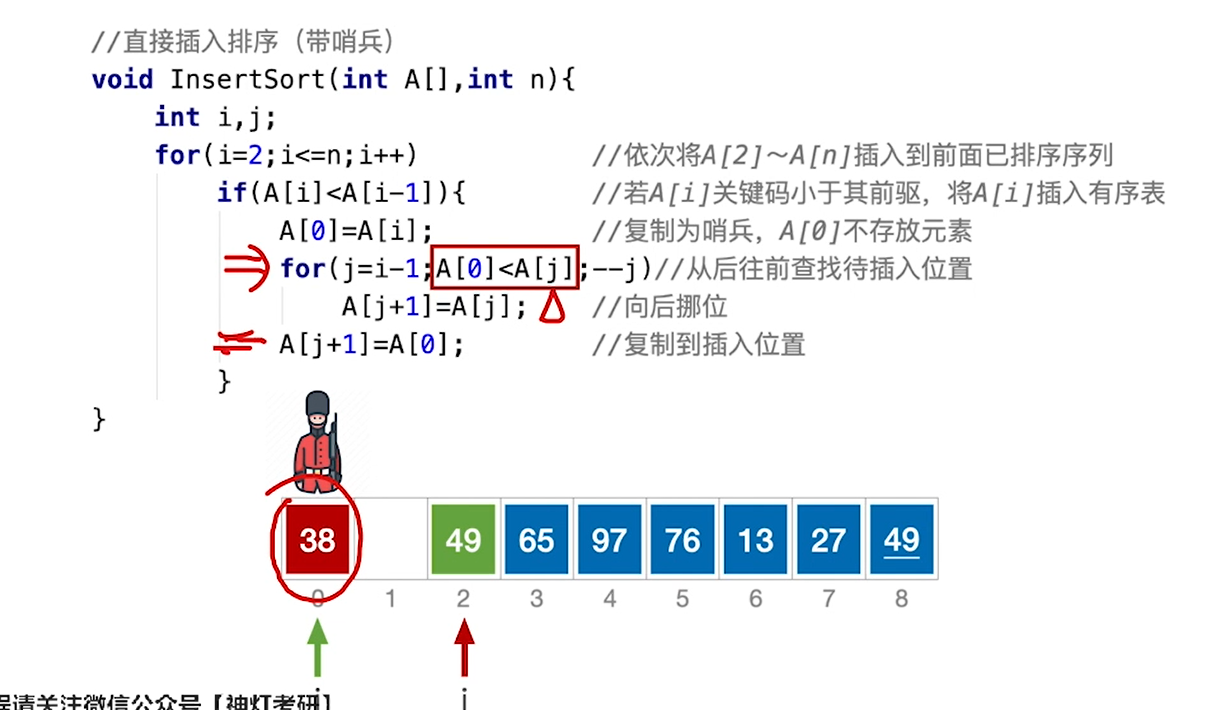 //直接插入排序（带哨兵）
void InsertSort(int A[],int n){
int i,j;
for(i=2;i<=n;i++) //依次将A[2]～A[n]插入到前面已排序序列
if(A[i]<A[i-1]){ //若A[i]关键码小于其前驱，将A[i]插入有序表
A[0]=A[i]; //复制为哨兵，A[0]不存放元素
for(j=i-1;A[0]<A[j];--j)//从后往前查找待插入位置
A[j+1]=A[j]; //向后挪位
A[j+1]=A[0]; //复制到插入位置
}
}
38 49 65 97 76 13 27 49
0 1 2 3 4 5 6 7 8
请关注微信公众号【神灯考研】